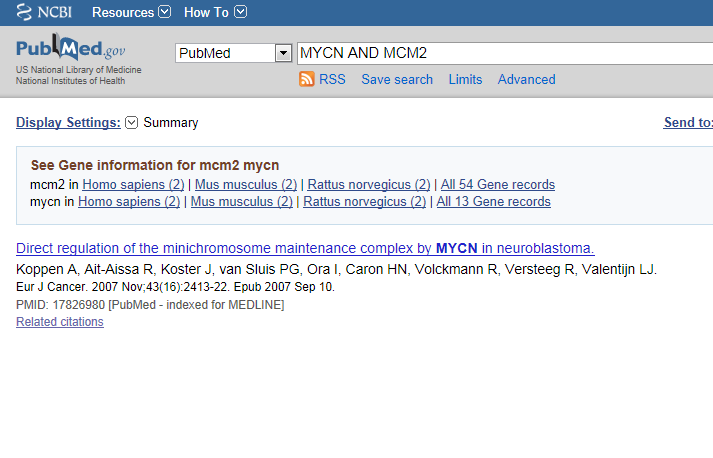 NCBI Resources How To
PubMed.gov
US National Library of Medicine
National Institutes of Health
PubMed MYCN AND MCM2
RSS Save search Limits Advanced
Display Settings: Summary Send to:
See Gene information for mcm2 mycn
mcm2 in Homo sapiens (2) | Mus musculus (2) | Rattus norvegicus (2) | All 54 Gene records
mycn in Homo sapiens (2) | Mus musculus (2) | Rattus norvegicus (2) | All 13 Gene records
Direct regulation of the minichromosome maintenance complex by MYCN in neuroblastoma.
Koppen A, Ait-Aissa R, Koster J, van Sluis PG, Ora I, Caron HN, Volckmann R, Versteeg R, Valentijn LJ.
Eur J Cancer. 2007 Nov;43(16):2413-22. Epub 2007 Sep 10.
PMID: 17826980 [PubMed - indexed for MEDLINE]
Related citations